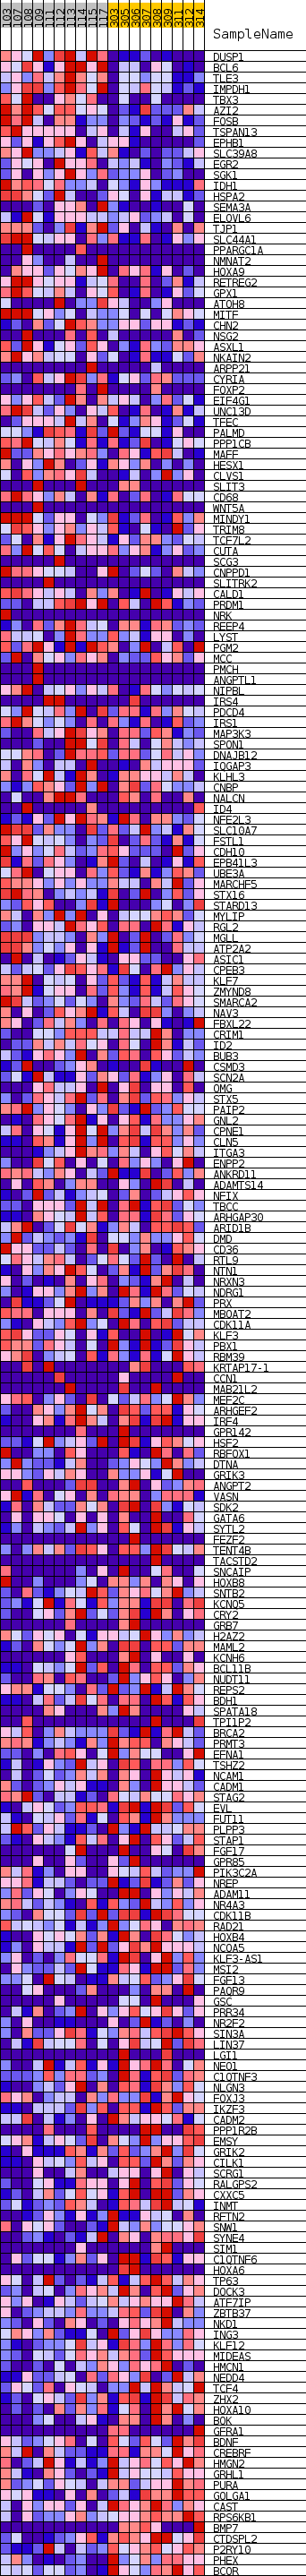 103 107 108 109 111 112 113 114 115 117 303 305 306 307 308 309 311 312 314
SampleName
DUSP1
BCL6
TLE3
IMPDH1
TBX3
AZI2
FOSB
TSPAN13
EPHB1
SLC39A8
EGR2
SGK1
IDH1
HSPA2
SEMA3A
ELOVL6
TJP1
SLC44A1
PPARGC1A
NMNAT2
HOXA9
RETREG2
GPX1
ATOH8
MITF
CHN2
NSG2
ASXL1
NKAIN2
ARPP21
CYRIA
FOXP2
EIF4G1
UNC13D
TFEC
PALMD
PPP1CB
MAFF
HESX1
CLVS1
SLIT3
CD68
WNT5A
MINDY1
TRIM8
TCF7L2
CUTA
SCG3
CNPPD1
SLITRK2
CALD1
PRDM1
NRK
REEP4
LYST
PGM2
MCC
PMCH
ANGPTL1
NIPBL
IRS4
PDCD4
IRS1
MAP3K3
SPON1
DNAJB12
IQGAP3
KLHL3
CNBP
NALCN
ID4
NFE2L3
SLC10A7
FSTL1
CDH10
EPB41L3
UBE3A
MARCHF5
STX16
STARD13
MYLIP
RGL2
MGLL
ATP2A2
ASIC1
CPEB3
KLF7
ZMYND8
SMARCA2
NAV3
FBXL22
CRIM1
ID2
BUB3
CSMD3
SCN2A
OMG
STX5
PAIP2
GNL2
CPNE1
CLN5
ITGA3
ENPP2
ANKRD11
ADAMTS14
NFIX
TBCC
ARHGAP30
ARID1B
DMD
CD36
RTL9
NTN1
NRXN3
NDRG1
PRX
MBOAT2
CDK11A
KLF3
PBX1
RBM39
KRTAP17-1
CCN1
MAB21L2
MEF2C
ARHGEF2
IRF4
GPR142
HSF2
RBFOX1
DTNA
GRIK3
ANGPT2
VASN
SDK2
GATA6
SYTL2
FEZF2
TENT4B
TACSTD2
SNCAIP
HOXB8
SNTB2
KCNQ5
CRY2
GRB7
H2AZ2
MAML2
KCNH6
BCL11B
NUDT11
REPS2
BDH1
SPATA18
TPI1P2
BRCA2
PRMT3
EFNA1
TSHZ2
NCAM1
CADM1
STAG2
EVL
FUT11
PLPP3
STAP1
FGF17
GPR85
PIK3C2A
NREP
ADAM11
NR4A3
CDK11B
RAD21
HOXB4
NCOA5
KLF3-AS1
MSI2
FGF13
PAQR9
GSC
PRR34
NR2F2
SIN3A
LIN37
LGI1
NEO1
C1QTNF3
NLGN3
FOXJ3
IKZF3
CADM2
PPP1R2B
EMSY
GRIK2
CILK1
SCRG1
RALGPS2
CXXC5
INMT
RFTN2
SNW1
SYNE4
SIM1
C1QTNF6
HOXA6
TP63
DOCK3
ATF7IP
ZBTB37
NKD1
ING3
KLF12
MIDEAS
HMCN1
NEDD4
TCF4
ZHX2
HOXA10
BOK
GFRA1
BDNF
CREBRF
HMGN2
GRHL1
PURA
GOLGA1
CAST
RPS6KB1
BMP7
CTDSPL2
P2RY10
PHEX
BCOR